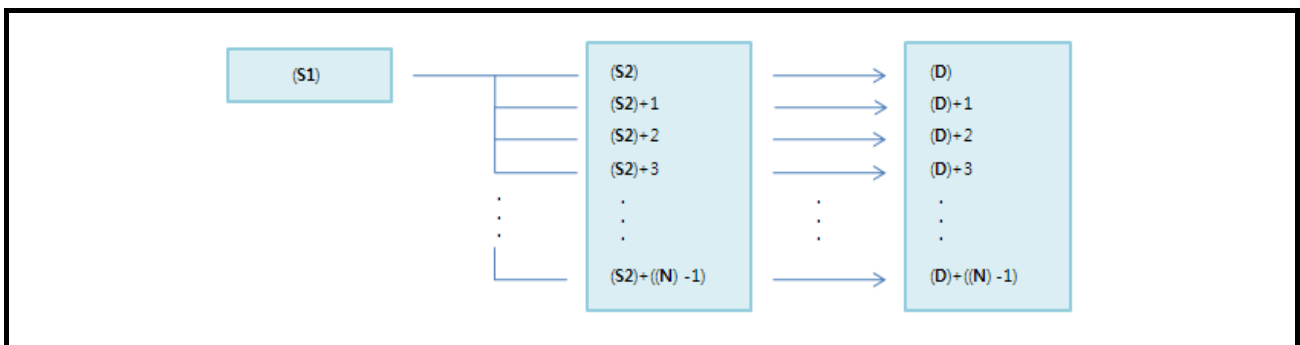 (S1)
(S2)
(D)
(S2)+1
(D)+1
(S2)+2
(D)+2
(S2)+3
(D)+3
(S2)+((N) -1)
(D)+((N) -1)